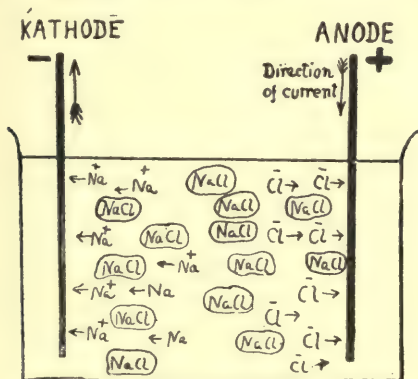 KATHODE ANODE
- +
Direction
of current
+ + - -
←Na ←Na NaCl Cl→ Cl→
NaCl NaCl NaCl
+ - -
←Na NaCl NaCl Cl→Cl→
+
NaCl ←Na NaCl NaCl
+ -
←Na ←Na NaCl Cl→
NaCl -
Cl→
+ -
←Na ←Na NaCl Cl→
-
NaCl Cl→